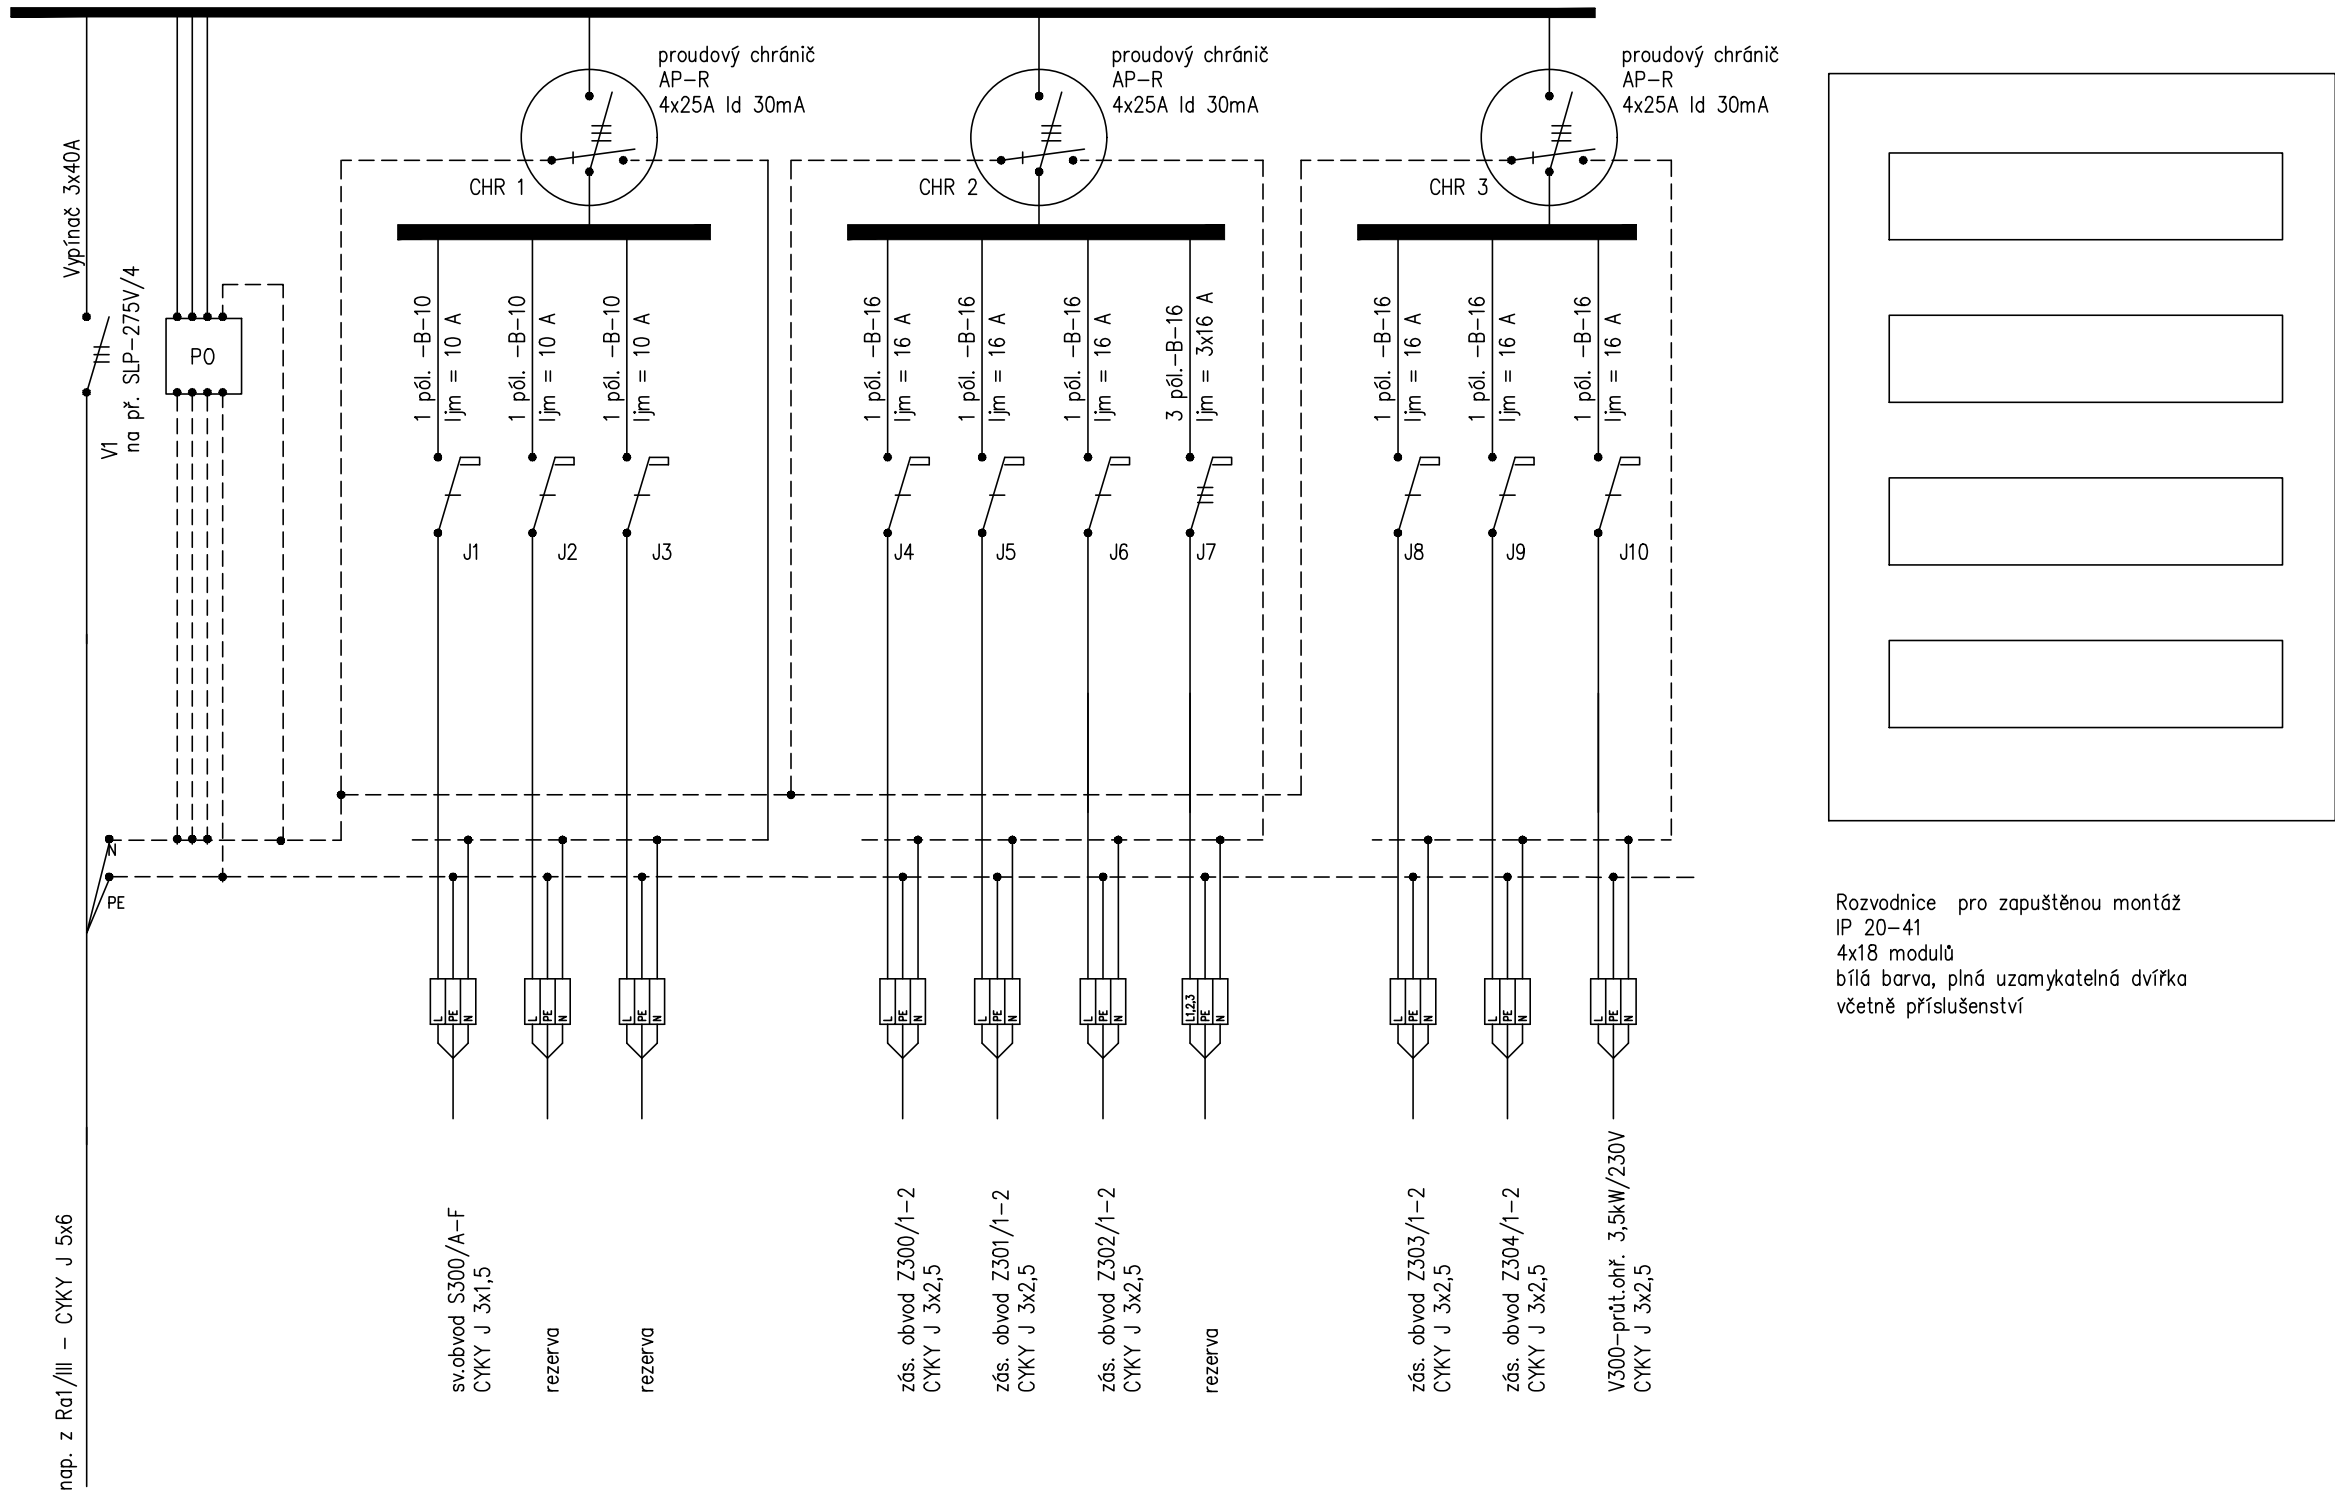 proudový chránič
AP-R
4x25A Id 30mA
proudový chránič
AP-R
4x25A Id 30mA
proudový chránič
AP-R
4x25A Id 30mA
CHR 1
CHR 2
CHR 3
Vypínač 3x40A
V1
na př. SLP-275V/4
PO
1 pól. -B-10
Ijm = 10 A
1 pól. -B-10
Ijm = 10 A
1 pól. -B-10
Ijm = 10 A
1 pól. -B-16
Ijm = 16 A
1 pól. -B-16
Ijm = 16 A
1 pól. -B-16
Ijm = 16 A
3 pól.-B-16
Ijm = 3x16 A
1 pól. -B-16
Ijm = 16 A
1 pól. -B-16
Ijm = 16 A
1 pól. -B-16
Ijm = 16 A
J1
J2
J3
J4
J5
J6
J7
J8
J9
J10
N
PE
L
PE
N
L
PE
N
L
PE
N
L
PE
N
L
PE
N
L
PE
N
L1,2,3
PE
N
L
PE
N
L
PE
N
L
PE
N
nap. z Ra1/III - CYKY J 5x6
sv.obvod S300/A-F
CYKY J 3x1,5
rezerva
rezerva
zás. obvod Z300/1-2
CYKY J 3x2,5
zás. obvod Z301/1-2
CYKY J 3x2,5
zás. obvod Z302/1-2
CYKY J 3x2,5
rezerva
zás. obvod Z303/1-2
CYKY J 3x2,5
zás. obvod Z304/1-2
CYKY J 3x2,5
V300-průt.ohř. 3,5kW/230V
CYKY J 3x2,5
Rozvodnice pro zapuštěnou montáž
IP 20-41
4x18 modulů
bílá barva, plná uzamykatelná dvířka
včetně příslušenství